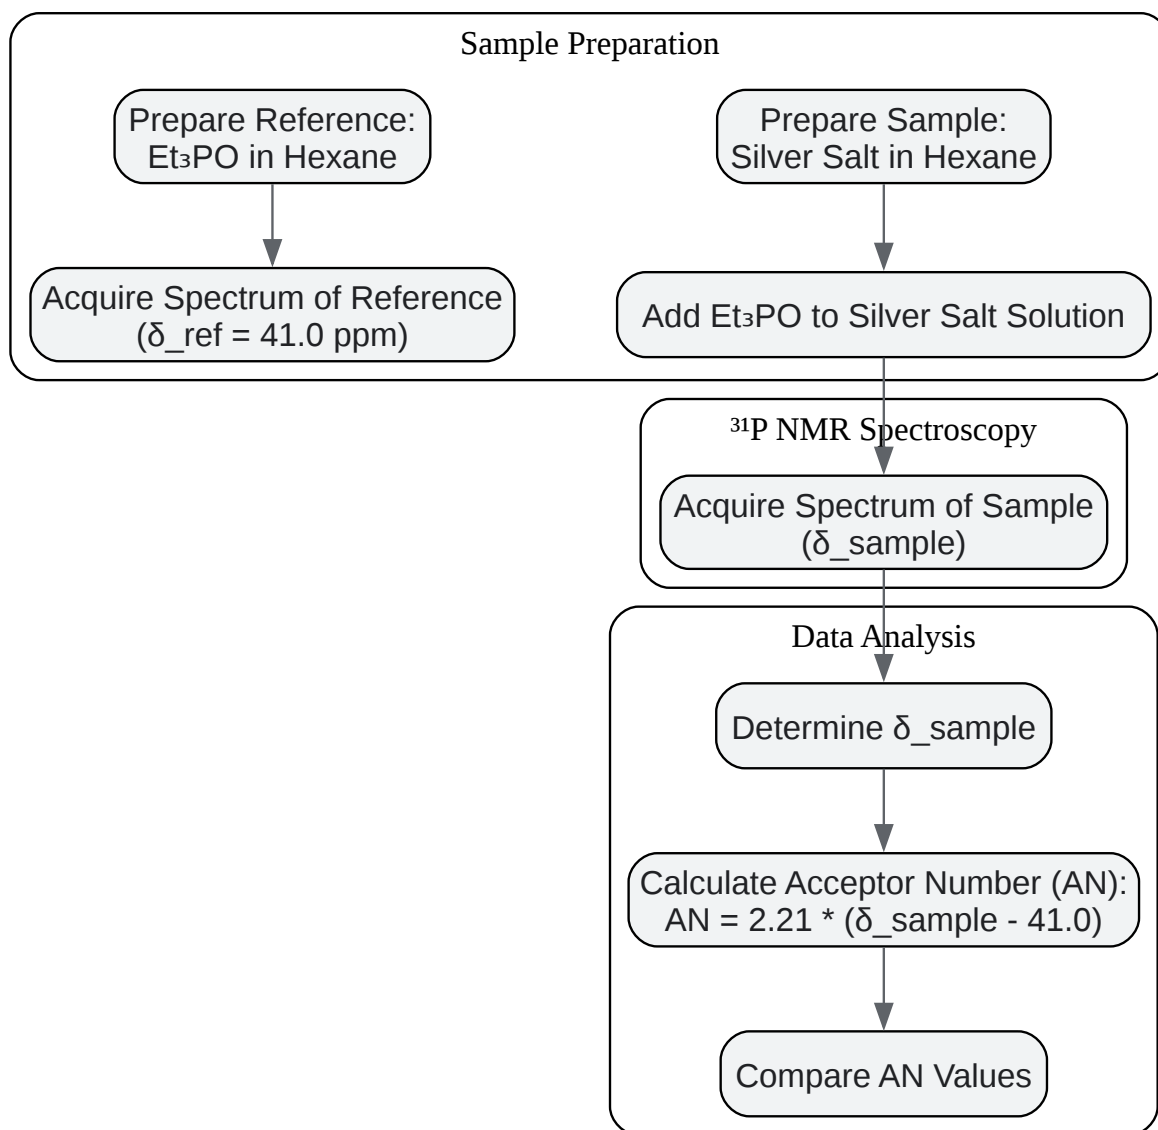 Sample Preparation
Prepare Reference:
Et₃PO in Hexane
Prepare Sample:
Silver Salt in Hexane
Acquire Spectrum of Reference
(δ_ref = 41.0 ppm)
Add Et₃PO to Silver Salt Solution
³¹P NMR Spectroscopy
Acquire Spectrum of Sample
(δ_sample)
Data Analysis
Determine δ_sample
Calculate Acceptor Number (AN):
AN = 2.21 * (δ_sample - 41.0)
Compare AN Values